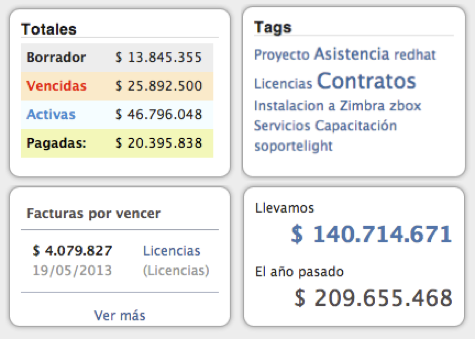 Totales
Borrador $ 13.845.355
Vencidas $ 25.892.500
Activas $ 46.796.048
Pagadas: $ 20.395.838
Tags
Proyecto Asistencia redhat
Licencias Contratos
Instalacion a Zimbra zbox
Servicios Capacitación
soportelight
Facturas por vencer
$ 4.079.827 Licencias
19/05/2013 (Licencias)
Ver más
Llevamos
$ 140.714.671
El año pasado
$ 209.655.468